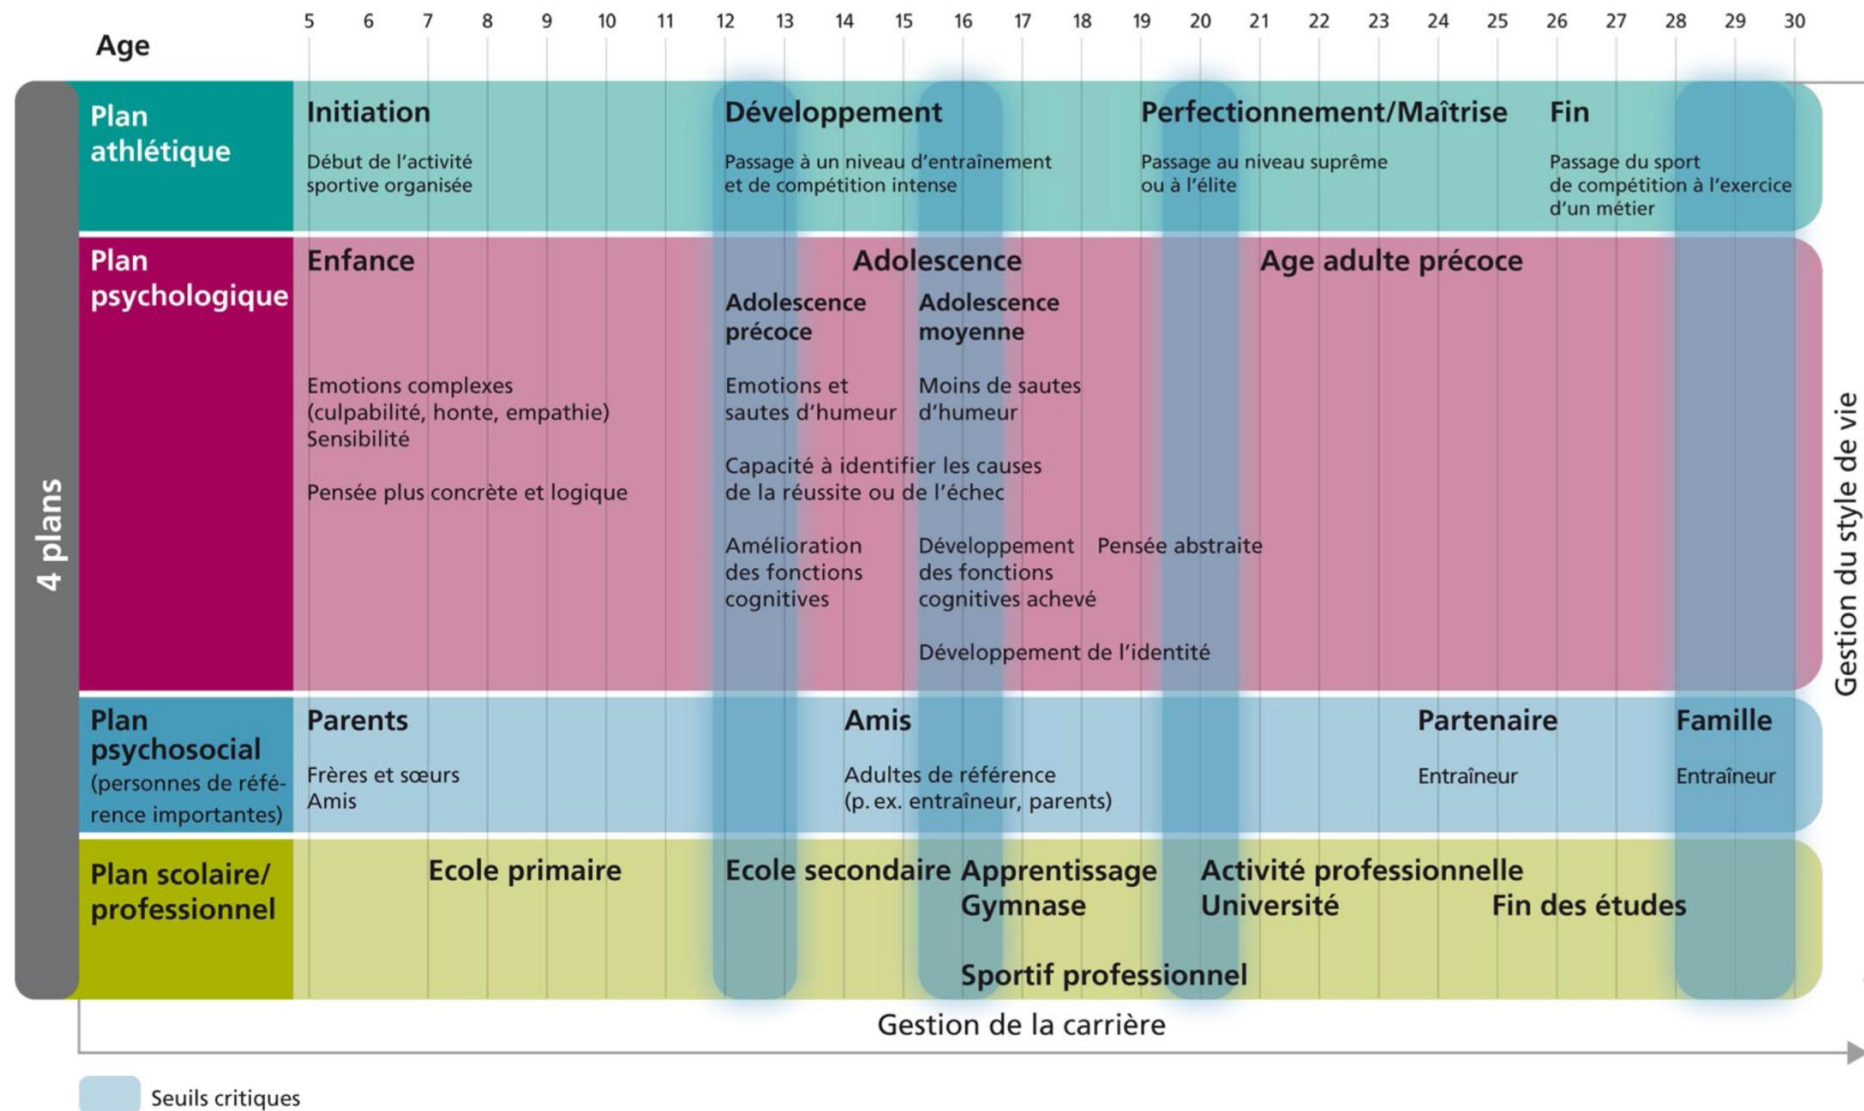 Age
5 6 7 8 9 10 11 12 13 14 15 16 17 18 19 20 21 22 23 24 25 26 27 28 29 30
4 plans
Plan
athlétique
Initiation
Début de l'activité
sportive organisée
Développement
Passage à un niveau d'entraînement
et de compétition intense
Perfectionnement/Maîtrise
Passage au niveau suprême
ou à l'élite
Fin
Passage du sport
de compétition à l'exercice
d'un métier
Plan
psychologique
Enfance
Emotions complexes
(culpabilité, honte, empathie)
Sensibilité
Pensée plus concrète et logique
Adolescence
Adolescence
précoce
Adolescence
moyenne
Emotions et
sautes d'humeur
Moins de sautes
d'humeur
Capacité à identifier les causes
de la réussite ou de l'échec
Amélioration
des fonctions
cognitives
Développement
des fonctions
cognitives achevé
Pensée abstraite
Développement de l'identité
Age adulte précoce
Plan
psychosocial
(personnes de réfé-
rence importantes)
Parents
Frères et sœurs
Amis
Amis
Adultes de référence
(p. ex. entraîneur, parents)
Partenaire
Entraîneur
Famille
Entraîneur
Plan scolaire/
professionnel
Ecole primaire
Ecole secondaire
Apprentissage
Gymnase
Sportif professionnel
Activité professionnelle
Université
Fin des études
Gestion du style de vie
Gestion de la carrière
Seuils critiques